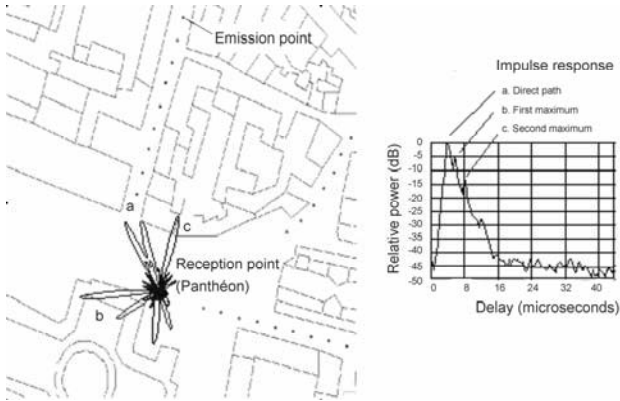 Emission point
a
c
Reception point
(Panthéon)
b
Impulse response
a. Direct path
b. First maximum
c. Second maximum
Relative power (dB)
0
-5
-10
-15
-20
-25
-30
-35
-40
-45
-50
0 8 16 24 32 40
Delay (microseconds)